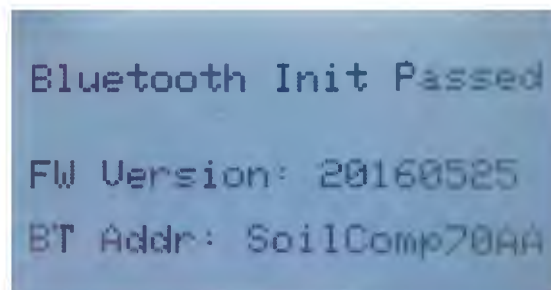 Bluetooth Init Passed
FW Version: 20160525
BT Addr: SoilComp70AA